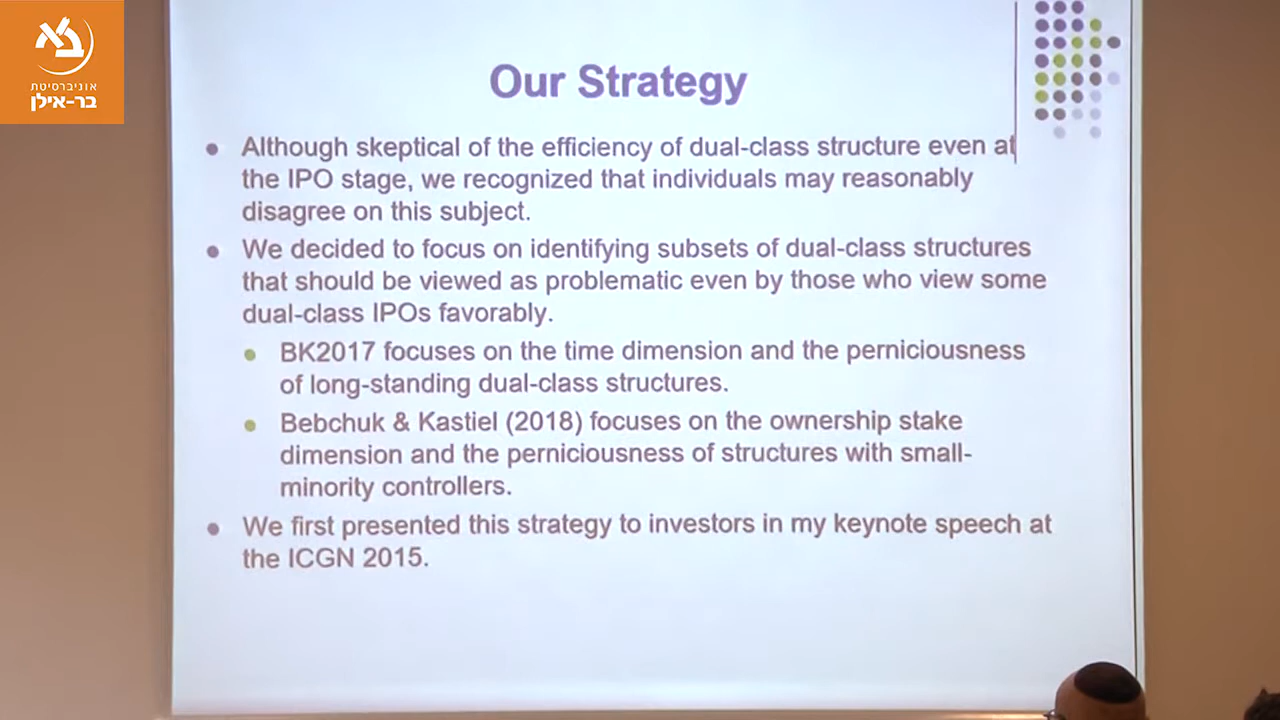 אוניברסיטת
בר-אילן
Our Strategy
Although skeptical of the efficiency of dual-class structure even at
the IPO stage, we recognized that individuals may reasonably
disagree on this subject.
We decided to focus on identifying subsets of dual-class structures
that should be viewed as problematic even by those who view some
dual-class IPOs favorably.
BK2017 focuses on the time dimension and the perniciousness
of long-standing dual-class structures.
Bebchuk & Kastiel (2018) focuses on the ownership stake
dimension and the perniciousness of structures with small-
minority controllers.
We first presented this strategy to investors in my keynote speech at
the ICGN 2015.